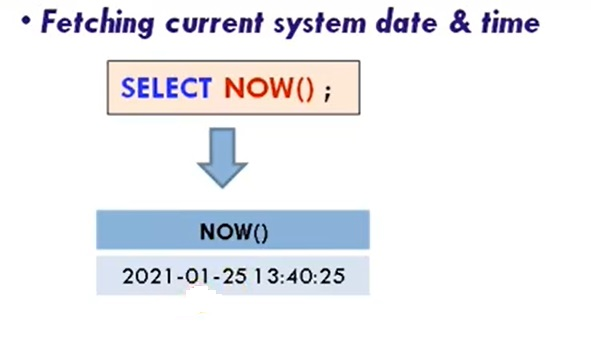 • Fetching current system date & time
SELECT NOW() ;
NOW()
2021-01-25 13:40:25